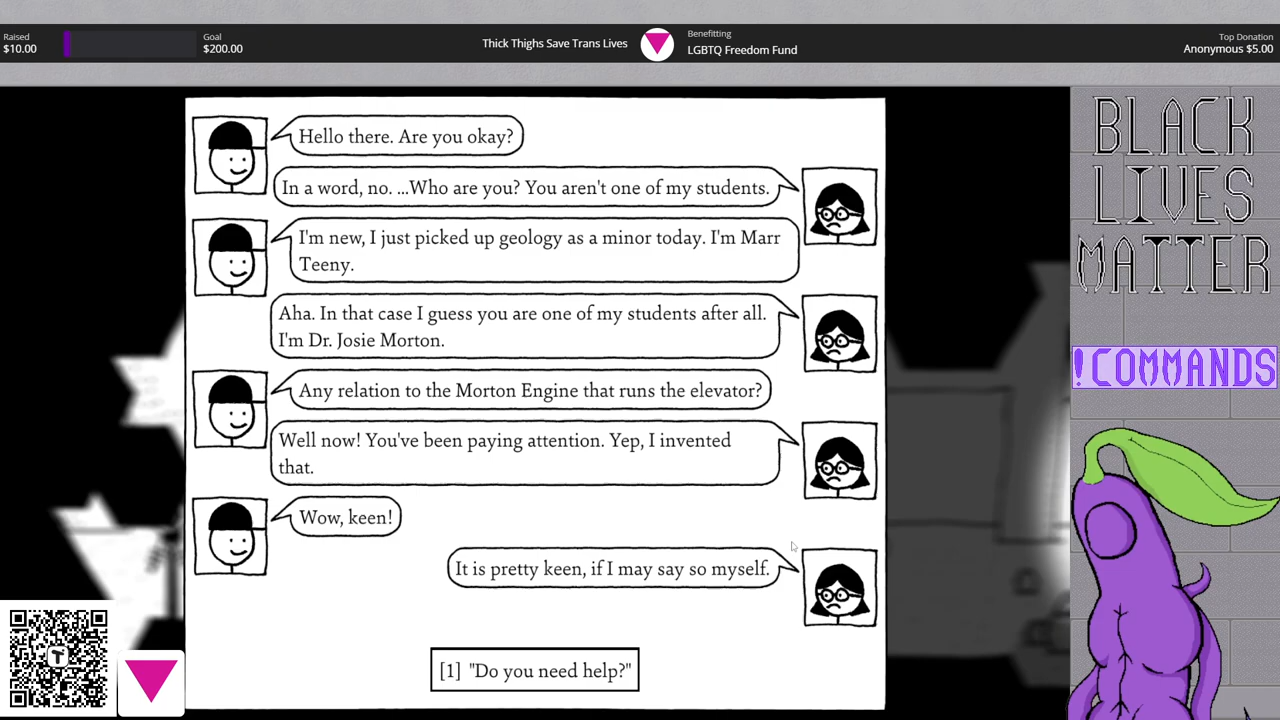 Raised
$10.00
Goal
$200.00
Thick Thighs Save Trans Lives
Benefitting
LGBTQ Freedom Fund
Top Donation
Anonymous $5.00
Hello there. Are you okay?
In a word, no. ...Who are you? You aren't one of my students.
I'm new, I just picked up geology as a minor today. I'm Marr
Teeny.
Aha. In that case I guess you are one of my students after all.
I'm Dr. Josie Morton.
Any relation to the Morton Engine that runs the elevator?
Well now! You've been paying attention. Yep, I invented
that.
Wow, keen!
It is pretty keen, if I may say so myself.
[1] "Do you need help?"
BLACK
LIVES
MATTER
!COMMANDS
T